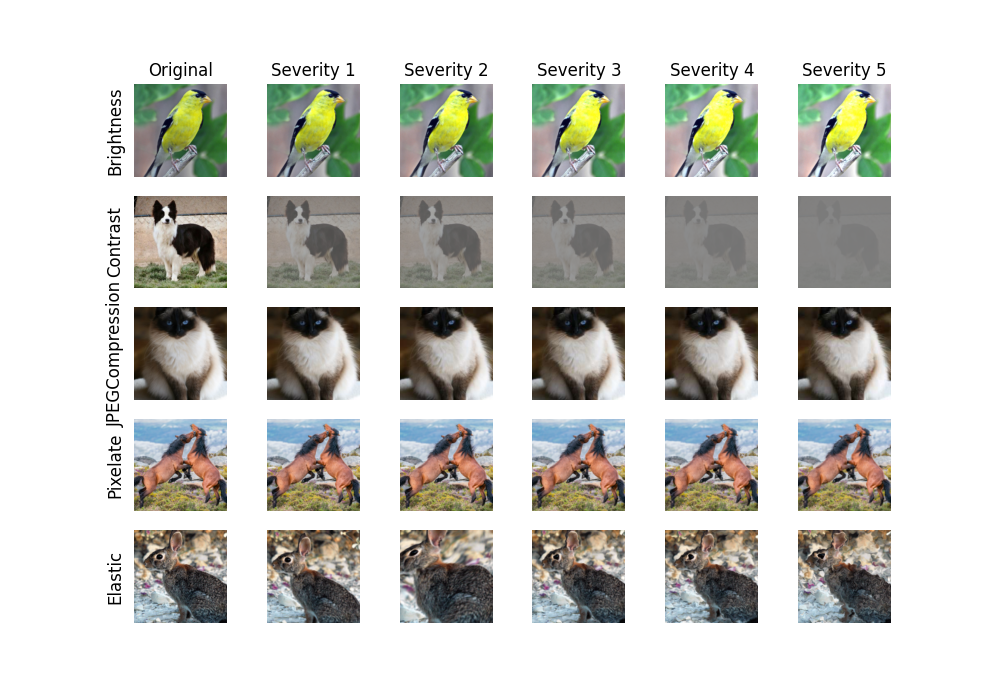 Original Severity 1 Severity 2 Severity 3 Severity 4 Severity 5
Brightness
Contrast
JPEGCompression
Pixelate
Elastic